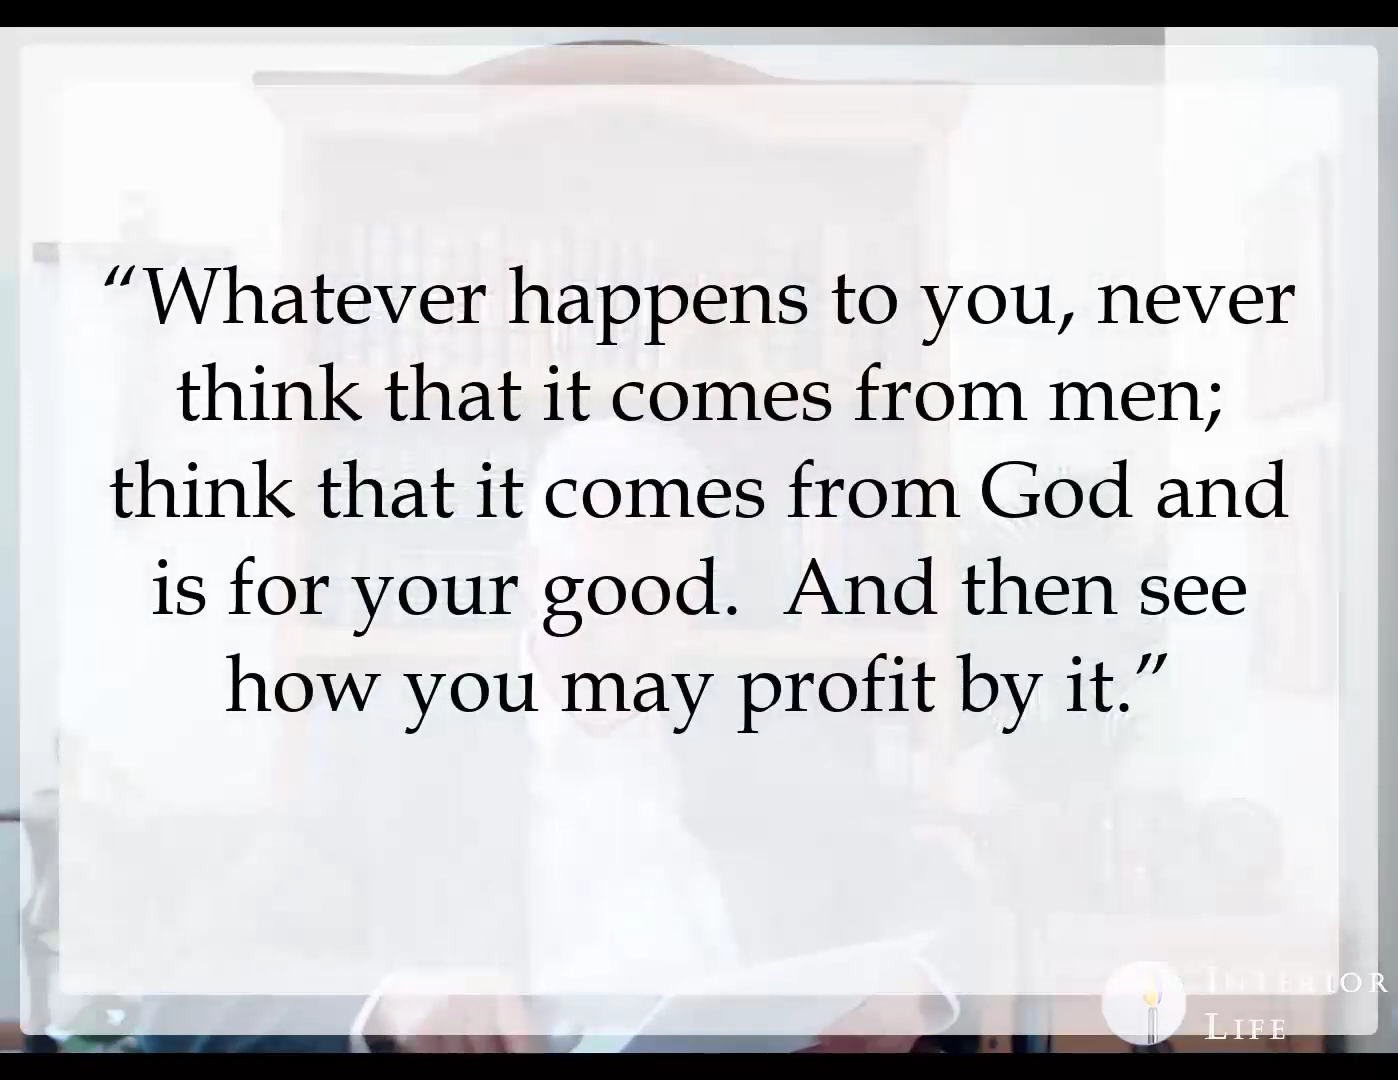 “Whatever happens to you, never
think that it comes from men;
think that it comes from God and
is for your good.  And then see
how you may profit by it.”
INTERIOR
LIFE